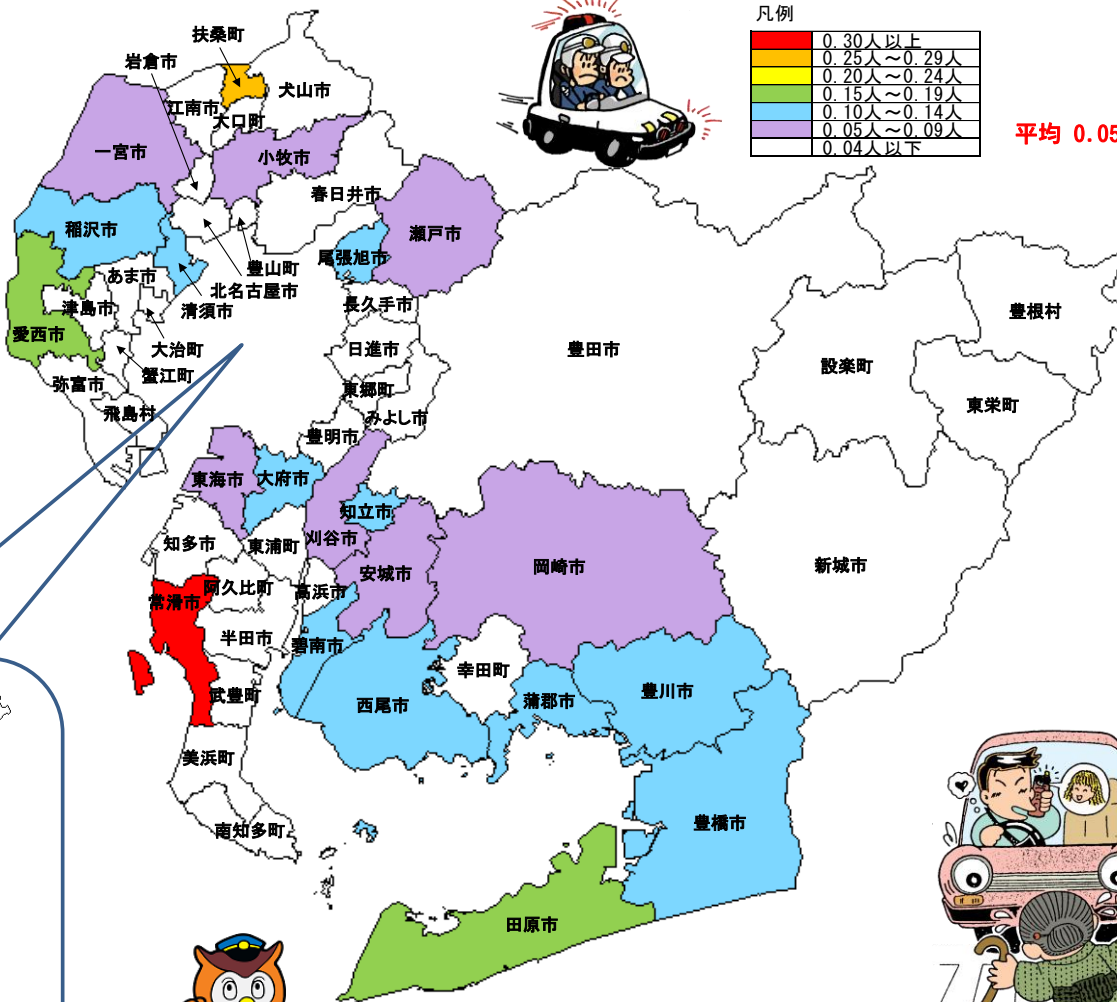 凡例
0.30人以上
0.25人～0.29人
0.20人～0.24人
0.15人～0.19人
0.10人～0.14人
0.05人～0.09人
0.04人以下
平均 0.05
扶桑町
岩倉市
犬山市
江南市
大口町
一宮市
小牧市
春日井市
稲沢市
瀬戸市
尾張旭市
豊山町
あま市
北名古屋市
津島市
清須市
長久手市
豊根村
愛西市
大治町
日進市
豊田市
蟹江町
設楽町
弥富市
東郷町
飛島村
みよし市
東栄町
豊明市
東海市
大府市
知立市
刈谷市
知多市
東浦町
岡崎市
新城市
安城市
阿久比町
高浜市
常滑市
半田市
碧南市
幸田町
武豊町
豊川市
西尾市
蒲郡市
美浜町
豊橋市
南知多町
田原市